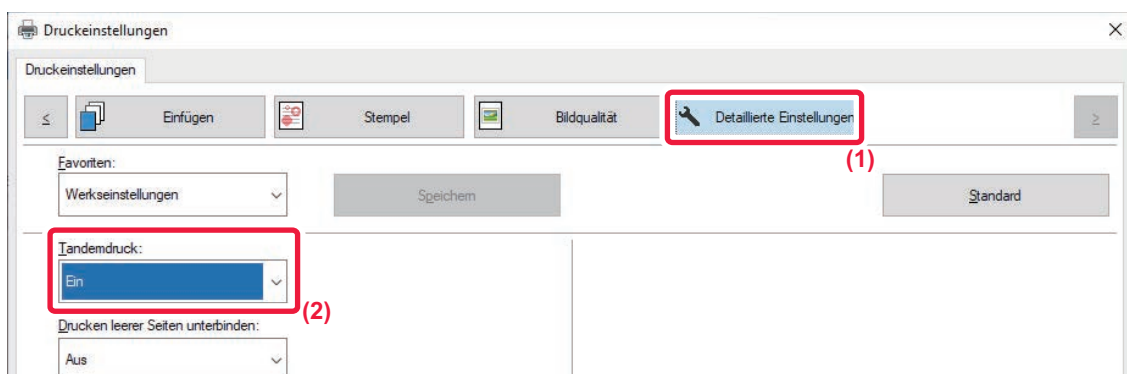 Druckeinstellungen
Druckeinstellungen
< Einfügen Stempel Bildqualität Detaillierte Einstellungen >
(1)
Favoriten:
Werkseinstellungen Speichern Standard
Tandemdruck:
Ein
(2)
Drucken leerer Seiten unterbinden:
Aus